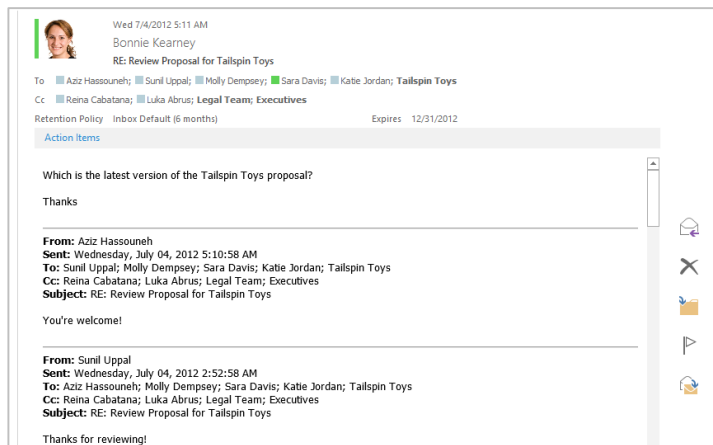 Wed 7/4/2012 5:11 AM
Bonnie Kearney
RE: Review Proposal for Tailspin Toys
To Aziz Hassouneh; Sunil Uppal; Molly Dempsey; Sara Davis; Katie Jordan; Tailspin Toys
Cc Reina Cabatana; Luka Abrus; Legal Team; Executives
Retention Policy Inbox Default (6 months) Expires 12/31/2012
Action Items
Which is the latest version of the Tailspin Toys proposal?
Thanks
From: Aziz Hassouneh
Sent: Wednesday, July 04, 2012 5:10:58 AM
To: Sunil Uppal; Molly Dempsey; Sara Davis; Katie Jordan; Tailspin Toys
Cc: Reina Cabatana; Luka Abrus; Legal Team; Executives
Subject: RE: Review Proposal for Tailspin Toys
You're welcome!
From: Sunil Uppal
Sent: Wednesday, July 04, 2012 2:52:58 AM
To: Aziz Hassouneh; Molly Dempsey; Sara Davis; Katie Jordan; Tailspin Toys
Cc: Reina Cabatana; Luka Abrus; Legal Team; Executives
Subject: RE: Review Proposal for Tailspin Toys
Thanks for reviewing!